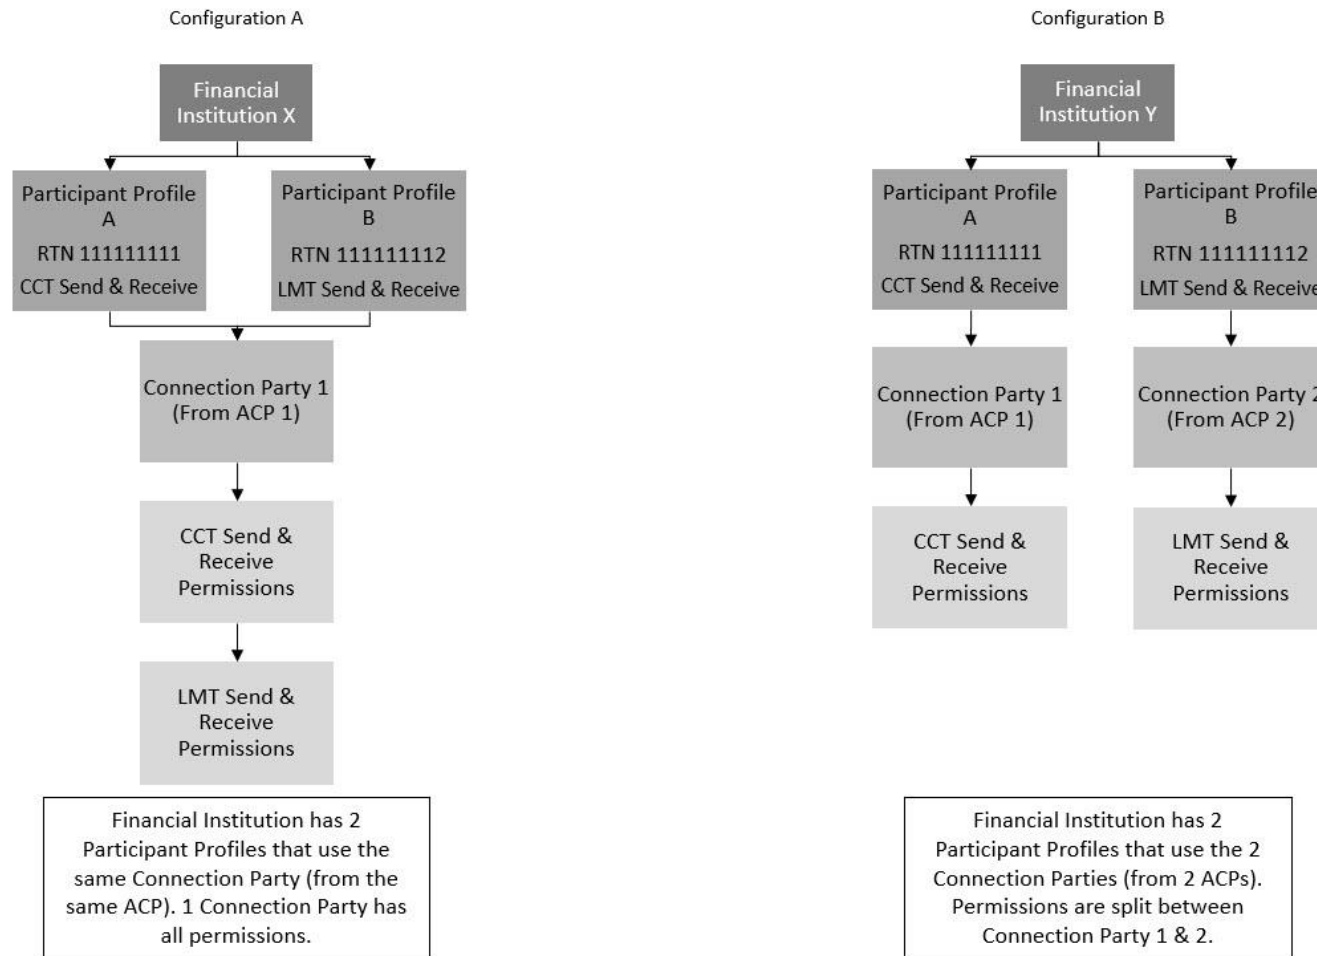 Configuration A
Financial
Institution X
Participant Profile
A
RTN 111111111
CCT Send & Receive
Participant Profile
B
RTN 111111112
LMT Send & Receive
Connection Party 1
(From ACP 1)
CCT Send &
Receive
Permissions
LMT Send &
Receive
Permissions
Financial Institution has 2
Participant Profiles that use the
same Connection Party (from the
same ACP). 1 Connection Party has
all permissions.
Configuration B
Financial
Institution Y
Participant Profile
A
RTN 111111111
CCT Send & Receive
Participant Profile
B
RTN 111111112
LMT Send & Receive
Connection Party 1
(From ACP 1)
Connection Party 2
(From ACP 2)
CCT Send &
Receive
Permissions
LMT Send &
Receive
Permissions
Financial Institution has 2
Participant Profiles that use the 2
Connection Parties (from 2 ACPs).
Permissions are split between
Connection Party 1 & 2.